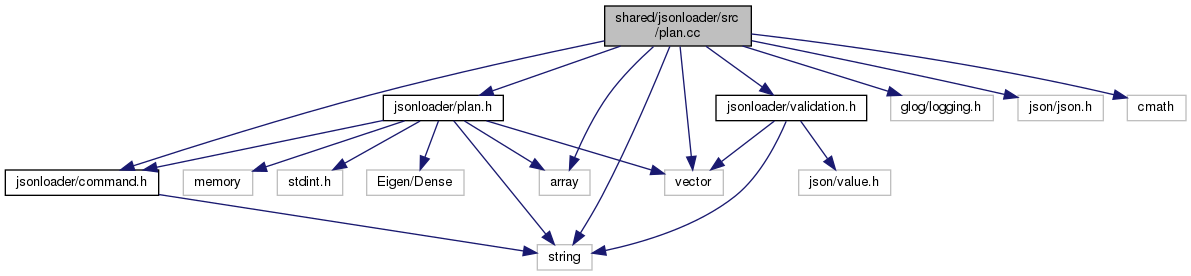 shared/jsonloader/src
/plan.cc
jsonloader/plan.h
jsonloader/validation.h
glog/logging.h
json/json.h
cmath
jsonloader/command.h
memory
stdint.h
Eigen/Dense
array
vector
json/value.h
string